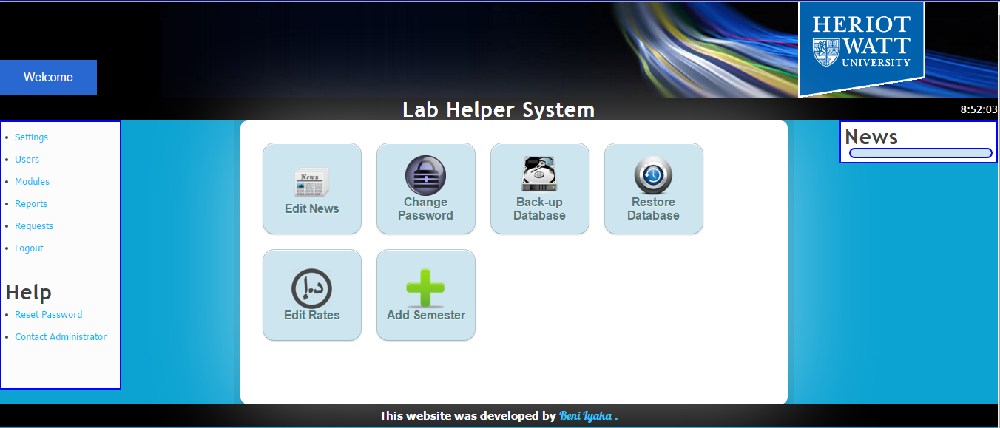 HERIOT
WATT
UNIVERSITY
Welcome
Lab Helper System
8:52:03
Settings
Users
Modules
Reports
Requests
Logout
Help
Reset Password
Contact Administrator
News
Edit News
Change
Password
Back-up
Database
Restore
Database
د.إ
Edit Rates
Add Semester
News
This website was developed by Beni Iyaka .